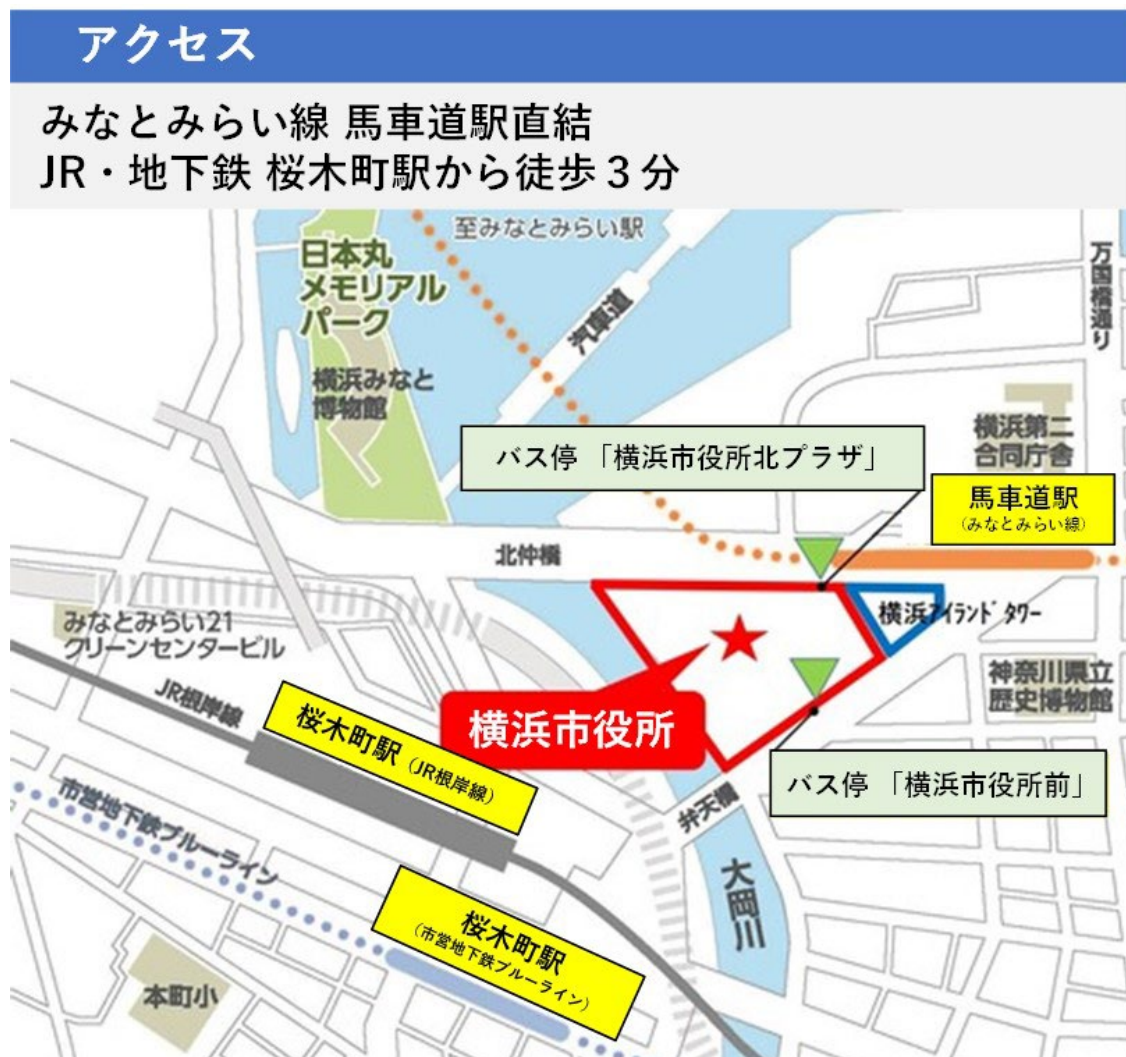 アクセス
みなとみらい線 馬車道駅直結
JR・地下鉄 桜木町駅から徒歩3分
至みなとみらい駅
日本丸
メモリアル
パーク
万国橋通り
汽車道
横浜みなと
博物館
横浜第二
合同庁舎
バス停 「横浜市役所北プラザ」
馬車道駅
(みなとみらい線)
北仲橋
横浜アイランドタワー
みなとみらい21
クリーンセンタービル
神奈川県立
歴史博物館
JR根岸線
桜木町駅 (JR根岸線)
横浜市役所
バス停 「横浜市役所前」
市営地下鉄ブルーライン
弁天橋
大岡川
桜木町駅
(市営地下鉄ブルーライン)
本町小